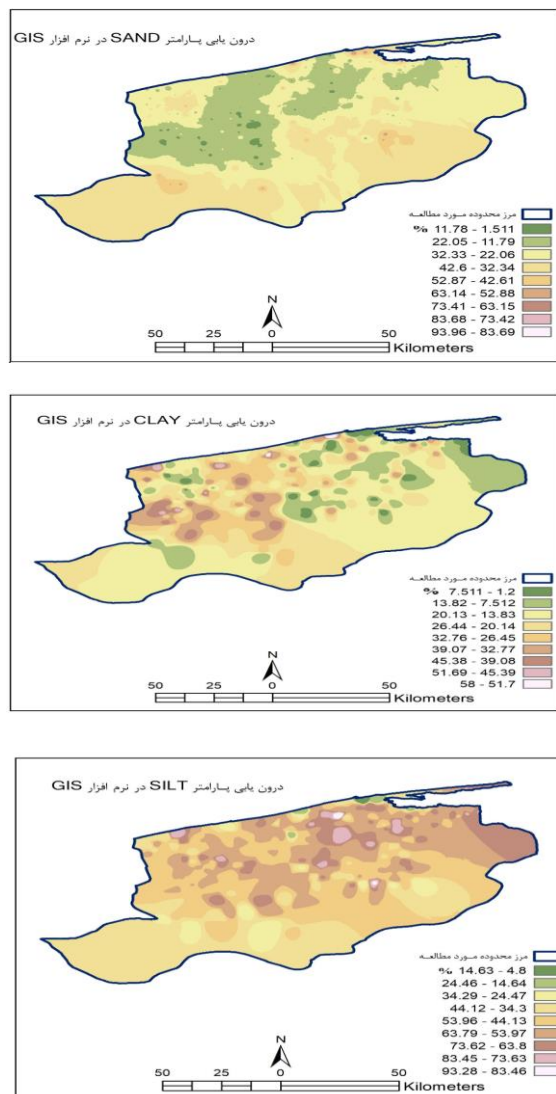 درون یابی پارامتر SAND در نرم افزار GIS
مرز محدوده مورد مطالعه
% 11.78 - 1.511
22.05 - 11.79
32.33 - 22.06
42.6 - 32.34
52.87 - 42.61
63.14 - 52.88
73.41 - 63.15
83.68 - 73.42
93.96 - 83.69
N
50 25 0 50
Kilometers
درون یابی پارامتر CLAY در نرم افزار GIS
مرز محدوده مورد مطالعه
% 7.511 - 1.2
13.82 - 7.512
20.13 - 13.83
26.44 - 20.14
32.76 - 26.45
39.07 - 32.77
45.38 - 39.08
51.69 - 45.39
58 - 51.7
N
50 25 0 50
Kilometers
درون یابی پارامتر SILT در نرم افزار GIS
مرز محدوده مورد مطالعه
% 14.63 - 4.8
24.46 - 14.64
34.29 - 24.47
44.12 - 34.3
53.96 - 44.13
63.79 - 53.97
73.62 - 63.8
83.45 - 73.63
93.28 - 83.46
N
50 25 0 50
Kilometers